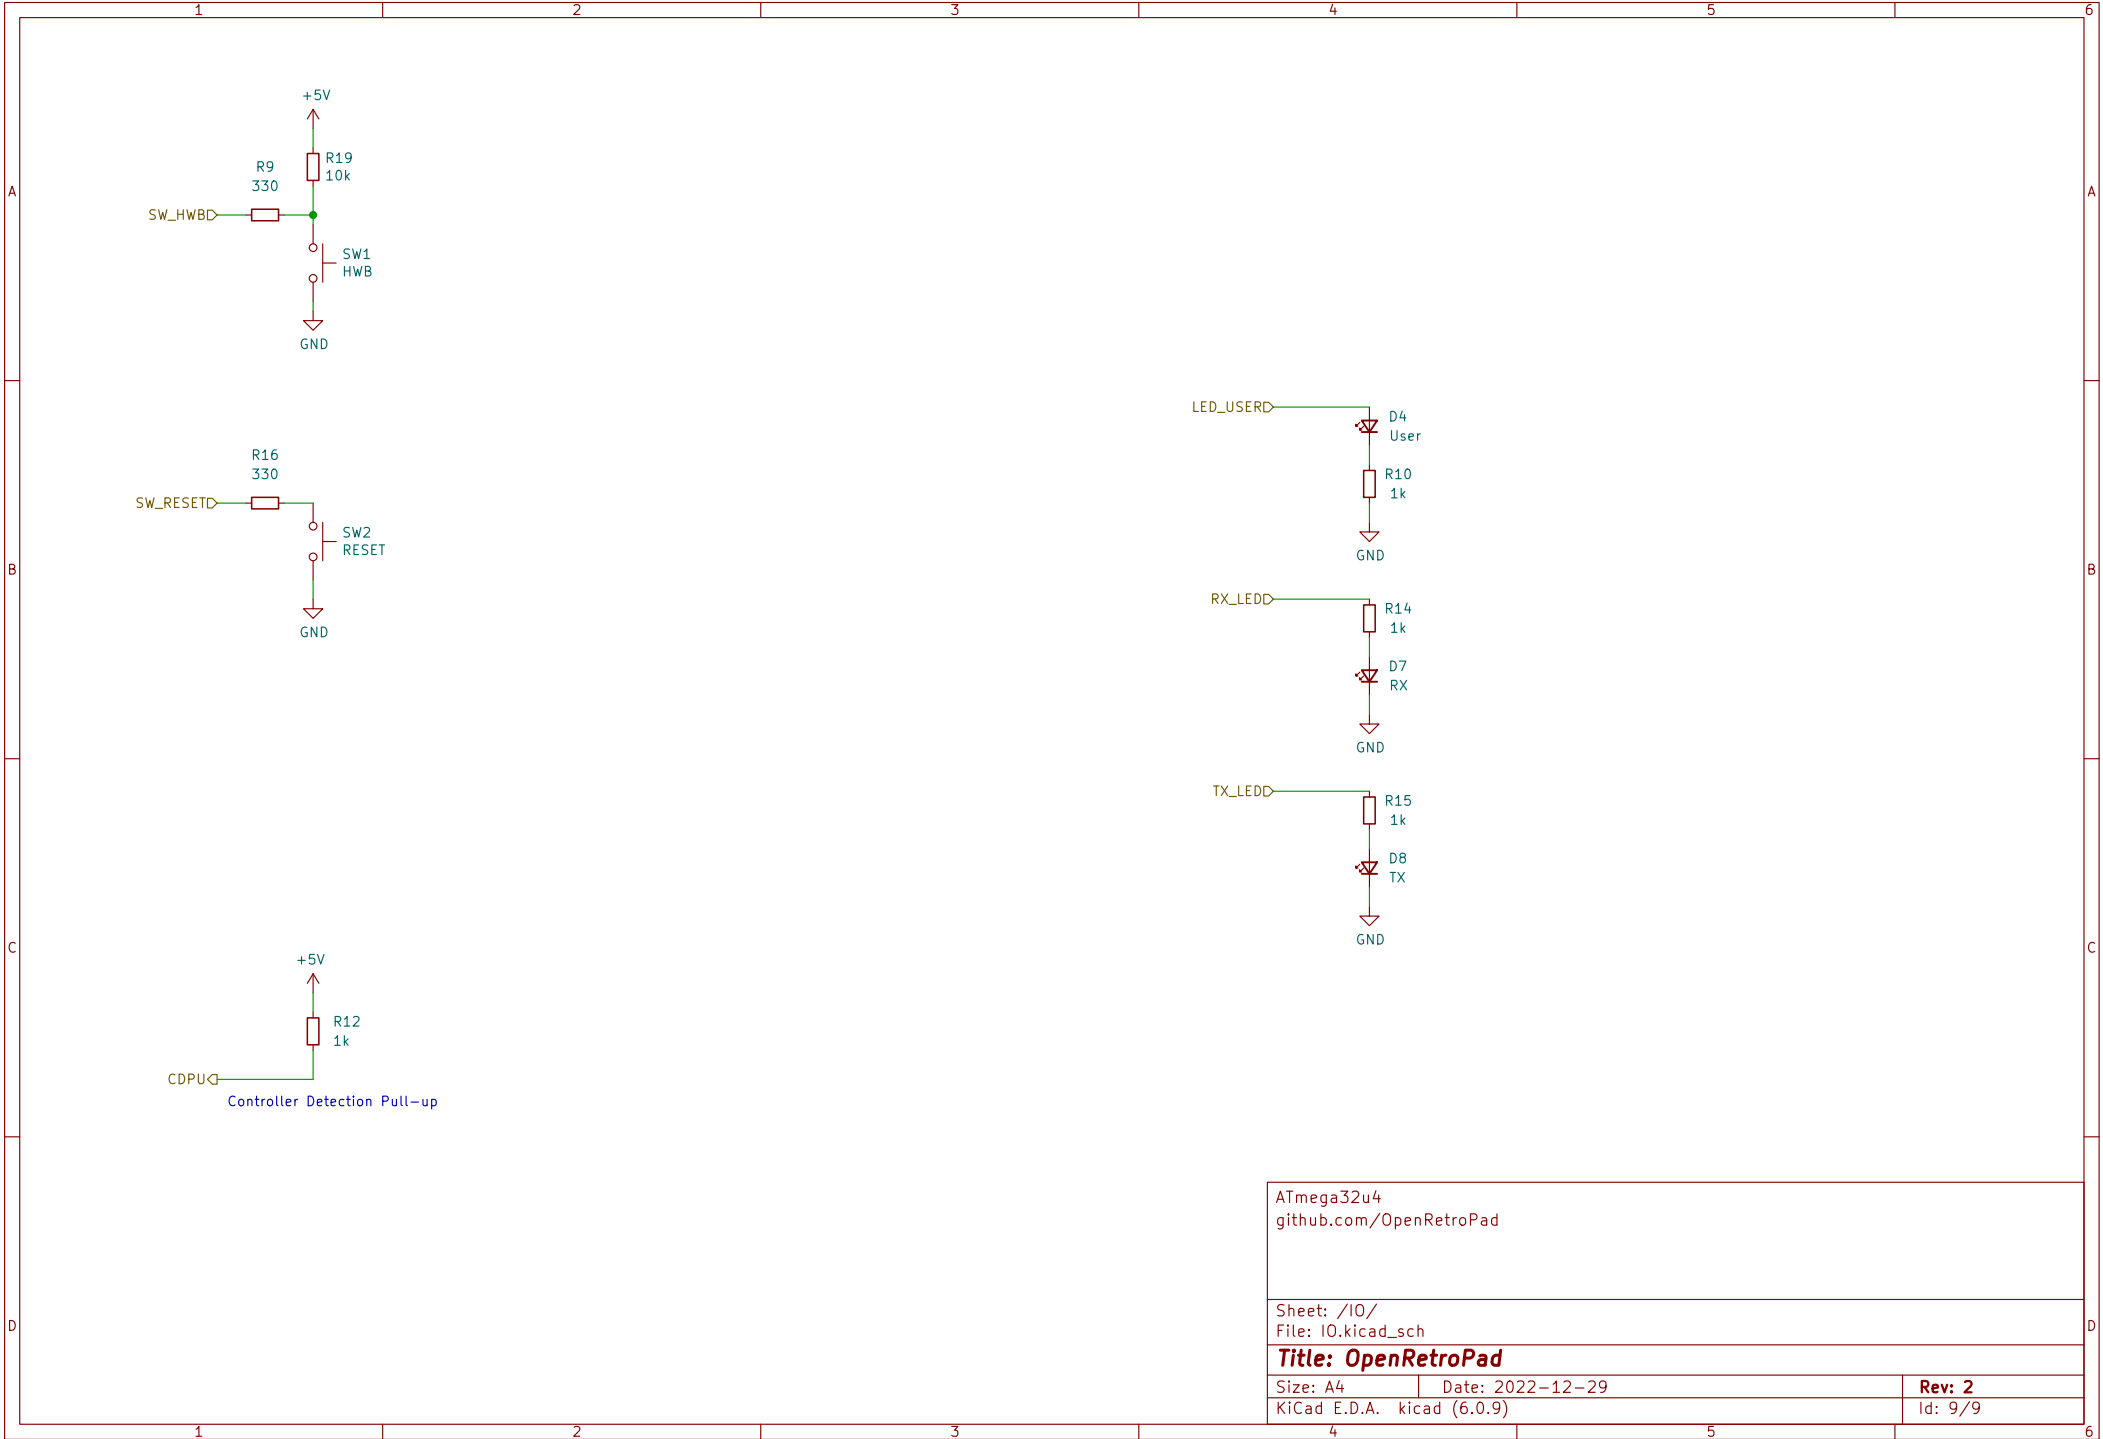 1 2 3 4 5 6
+5V
R19
10k
R9
330
A
A
SW_HWB
SW1
HWB
GND
LED_USER
D4
User
R10
1k
GND
R16
330
SW_RESET
SW2
RESET
GND
B
B
RX_LED
R14
1k
D7
RX
GND
TX_LED
R15
1k
D8
TX
GND
C
C
+5V
R12
1k
CDPU
Controller Detection Pull-up
ATmega32u4
github.com/OpenRetroPad
Sheet: /IO/
File: IO.kicad_sch
D
D
Title: OpenRetroPad
Size: A4 Date: 2022-12-29 Rev: 2
KiCad E.D.A. kicad (6.0.9) Id: 9/9
1 2 3 4 5 6